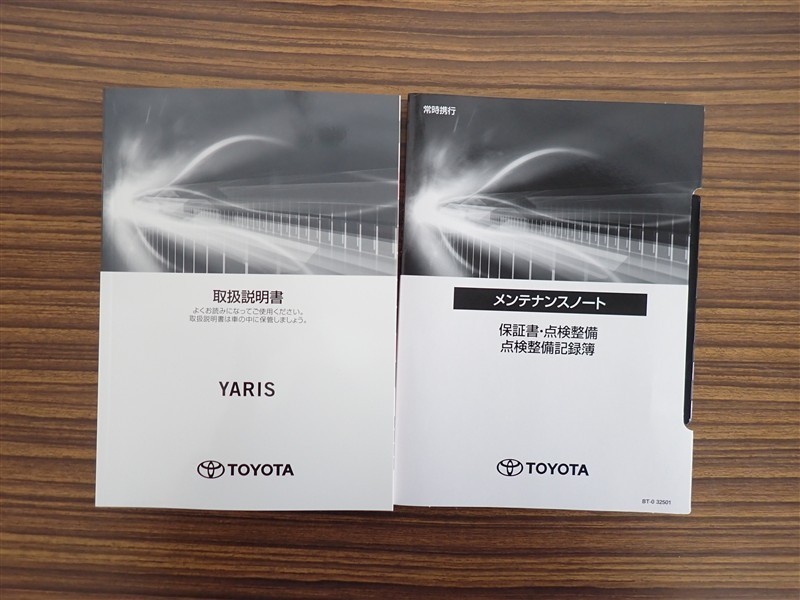 取扱説明書
よくお読みになってご使用ください。
取扱説明書は車の中に保管しましょう。
YARIS
TOYOTA
常時携行
メンテナンスノート
保証書・点検整備
点検整備記録簿
TOYOTA
BT-0 32501